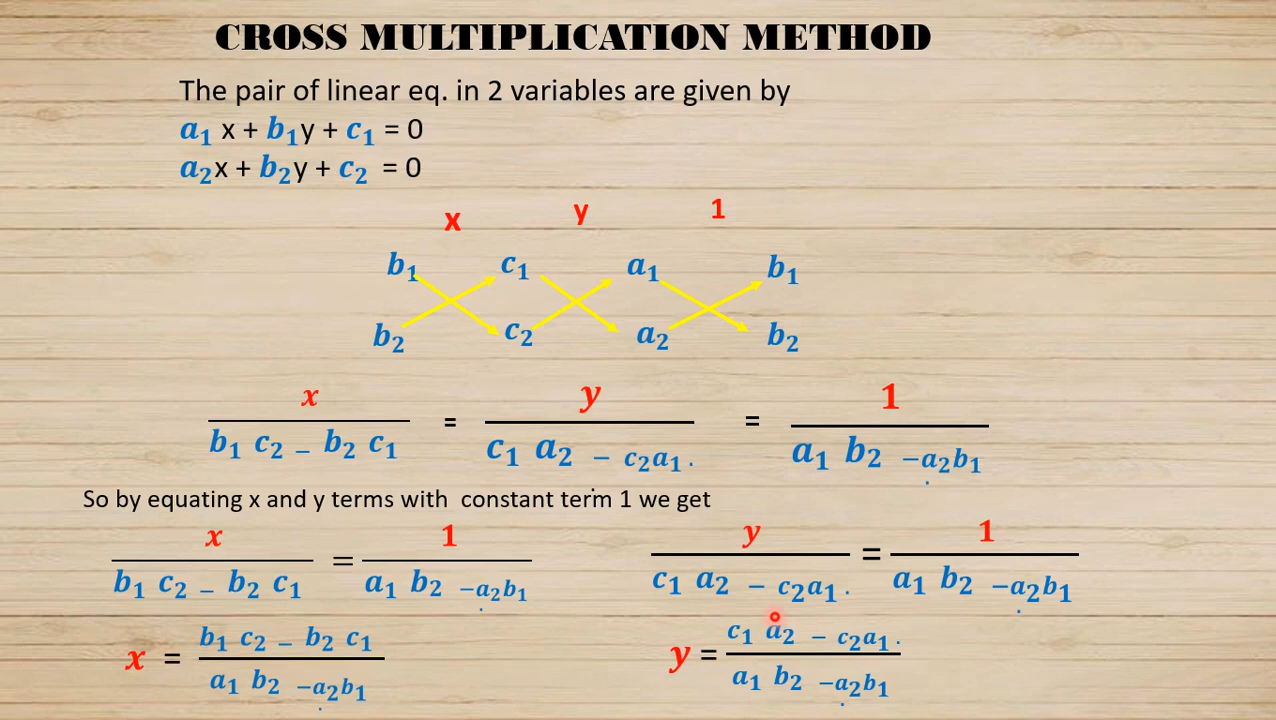 CROSS MULTIPLICATION METHOD
The pair of linear eq. in 2 variables are given by
a₁ x + b₁y + c₁ = 0
a₂x + b₂y + c₂ = 0
x y 1
b₁ c₁ a₁ b₁
b₂ c₂ a₂ b₂
x y 1
= =
b₁ c₂ – b₂ c₁ c₁ a₂ – c₂a₁ . a₁ b₂ –a₂b₁
So by equating x and y terms with constant term 1 we get
x 1 y 1
= =
b₁ c₂ – b₂ c₁ a₁ b₂ –a₂b₁ c₁ a₂ – c₂a₁ . a₁ b₂ –a₂b₁
b₁ c₂ – b₂ c₁ c₁ a₂ – c₂a₁ .
x = y =
a₁ b₂ –a₂b₁ a₁ b₂ –a₂b₁